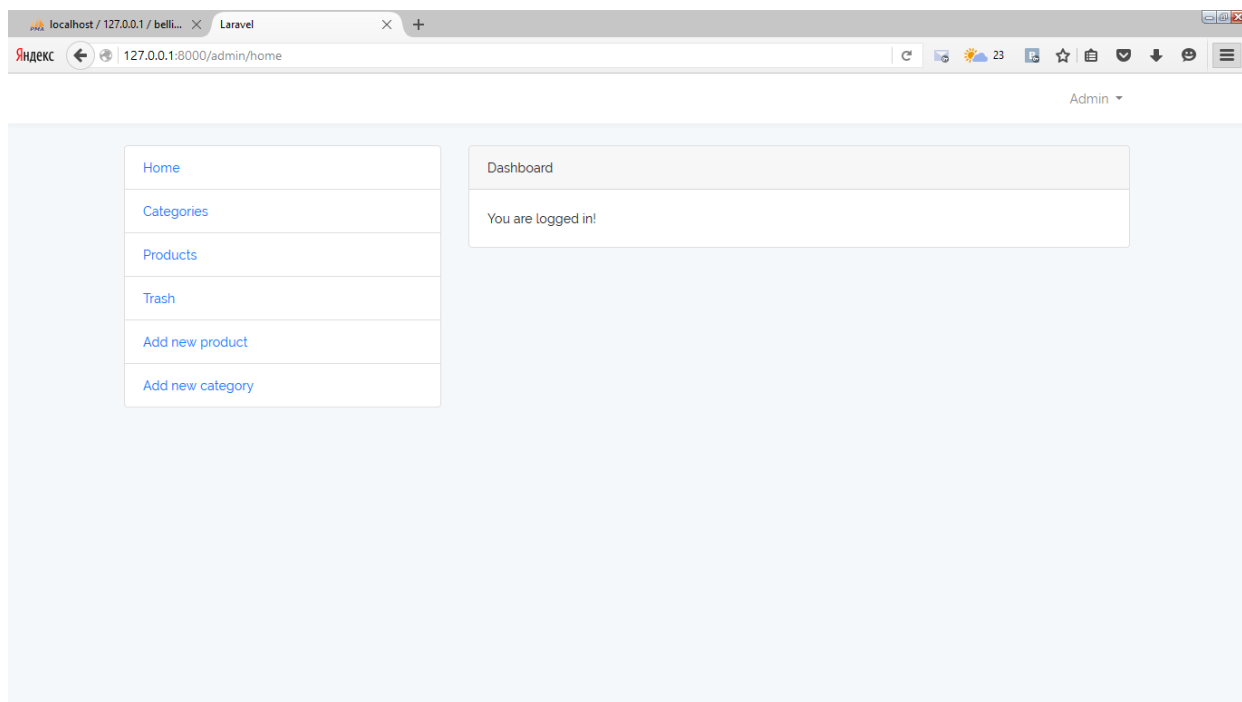 localhost / 127.0.0.1 / belli... Laravel
Яндекс 127.0.0.1:8000/admin/home 23
Admin
Home
Categories
Products
Trash
Add new product
Add new category
Dashboard
You are logged in!